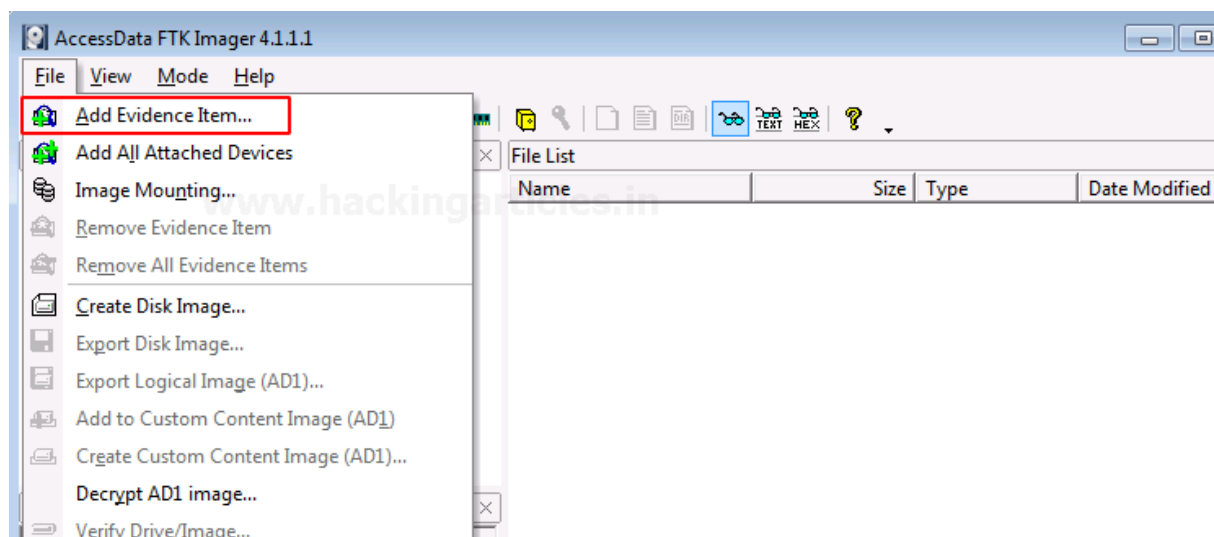 AccessData FTK Imager 4.1.1.1
File View Mode Help
Add Evidence Item...
TEXT HEX
DIR
Add All Attached Devices
File List
Image Mounting...
Name Size Type Date Modified
www.hackingarticles.in
Remove Evidence Item
Remove All Evidence Items
Create Disk Image...
Export Disk Image...
Export Logical Image (AD1)...
Add to Custom Content Image (AD1)
Create Custom Content Image (AD1)...
Decrypt AD1 image...
Verify Drive/Image...